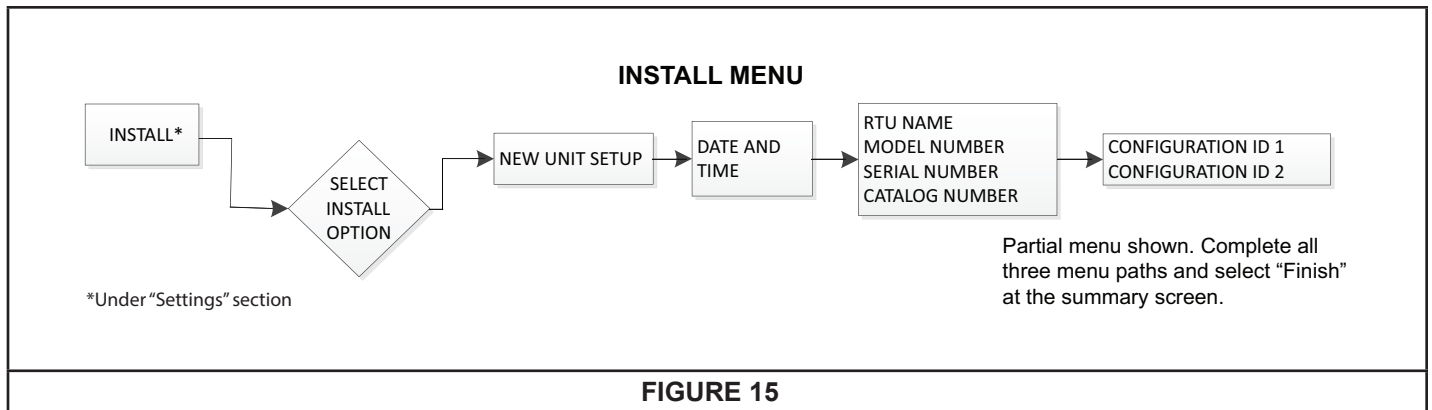 INSTALL MENU
INSTALL*
SELECT
INSTALL
OPTION
NEW UNIT SETUP
DATE AND
TIME
RTU NAME
MODEL NUMBER
SERIAL NUMBER
CATALOG NUMBER
CONFIGURATION ID 1
CONFIGURATION ID 2
Partial menu shown. Complete all
three menu paths and select “Finish”
at the summary screen.
*Under “Settings” section
FIGURE 15